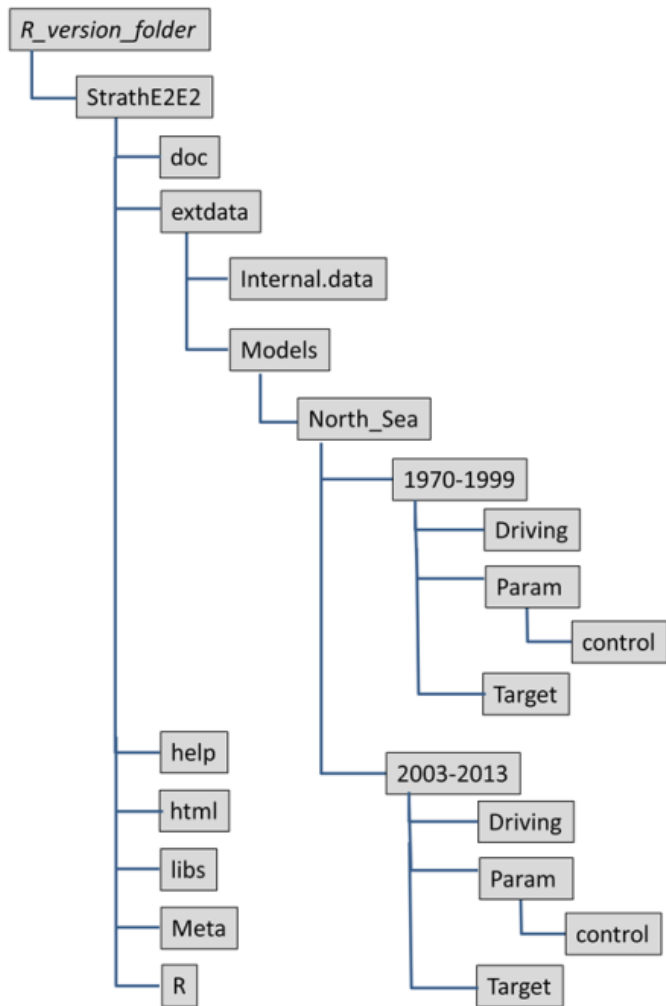 R_version_folder
StrathE2E2
doc
extdata
Internal.data
Models
North_Sea
1970-1999
Driving
Param
control
Target
help
2003-2013
html
Driving
libs
Param
Meta
control
R
Target